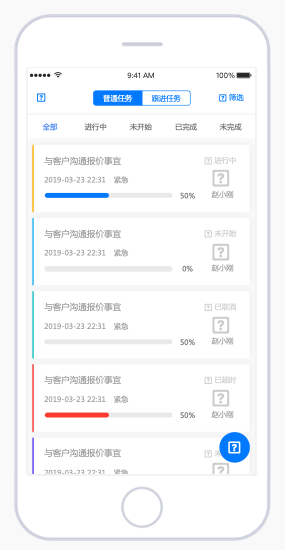 9:41 AM 100%
普通任务 跟进任务 筛选
全部 进行中 未开始 已完成 未完成
与客户沟通报价事宜 进行中
2019-03-23 22:31 紧急
50% 赵小刚
与客户沟通报价事宜 未开始
2019-03-23 22:31 紧急
0% 赵小刚
与客户沟通报价事宜 已取消
2019-03-23 22:31 紧急
50% 赵小刚
与客户沟通报价事宜 已超时
2019-03-23 22:31 紧急
50% 赵小刚
与客户沟通报价事宜
2019-03-23 22:31 紧急